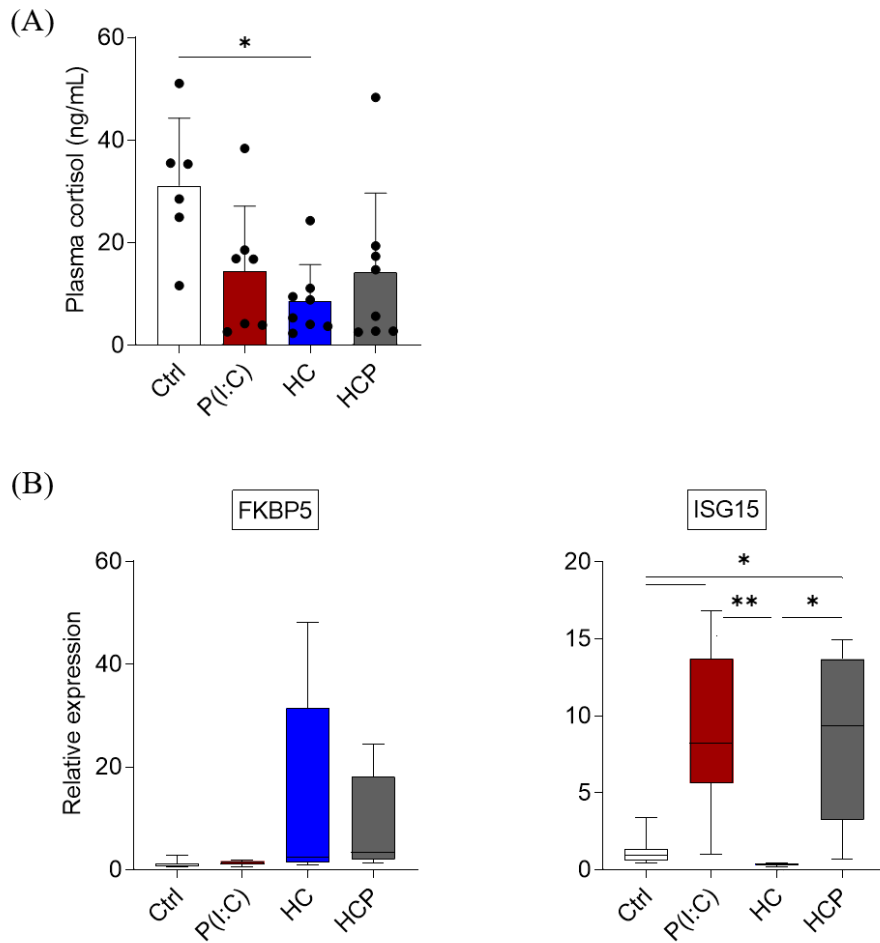 (A)
Plasma cortisol (ng/mL)
60
40
20
0
*
Ctrl
P(I:C)
HC
HCP
(B)
FKBP5
Relative expression
60
40
20
0
Ctrl
P(I:C)
HC
HCP
ISG15
20
15
10
5
0
*
**
*
Ctrl
P(I:C)
HC
HCP